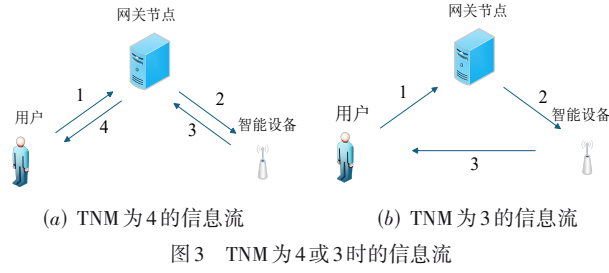 网关节点
1
2
用户
4
3
智能设备
(a) TNM为4的信息流
网关节点
1
2
用户
智能设备
3
(b) TNM为3的信息流
图3 TNM为4或3时的信息流